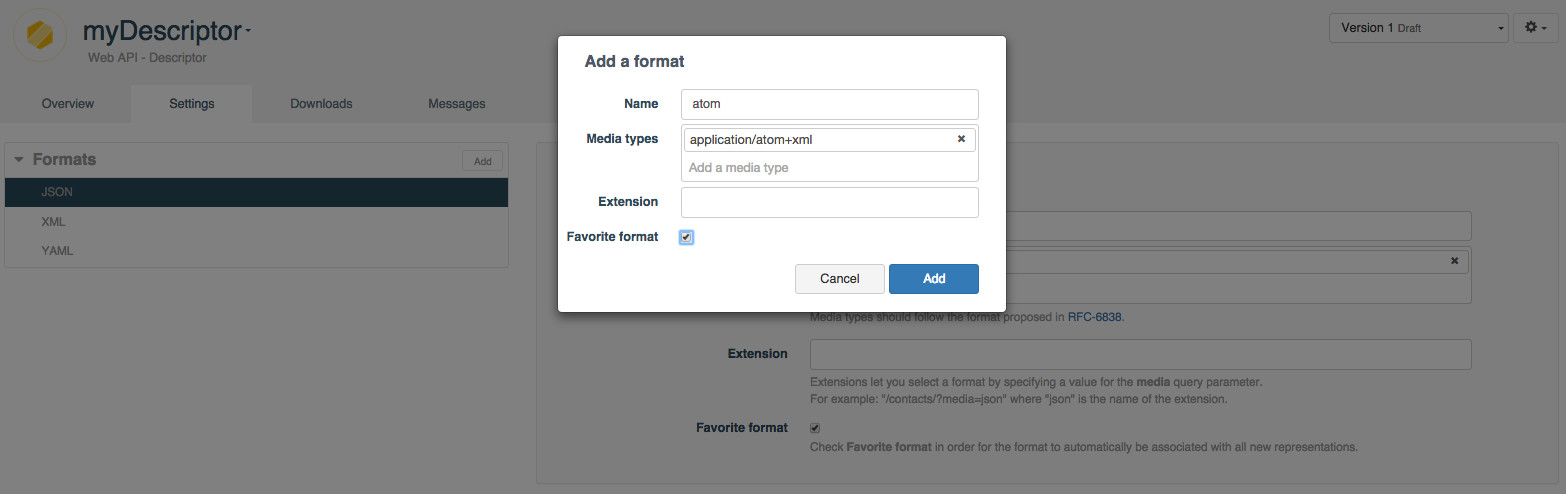 myDescriptor
Web API - Descriptor
Version 1 Draft
Overview
Settings
Downloads
Messages
Formats
Add
JSON
XML
YAML
Add a format
Name
atom
Media types
application/atom+xml
Add a media type
Extension
Favorite format
Cancel
Add
Media types should follow the format proposed in RFC-6838.
Extension
Extensions let you select a format by specifying a value for the media query parameter.
For example: "/contacts/?media=json" where "json" is the name of the extension.
Favorite format
Check Favorite format in order for the format to automatically be associated with all new representations.